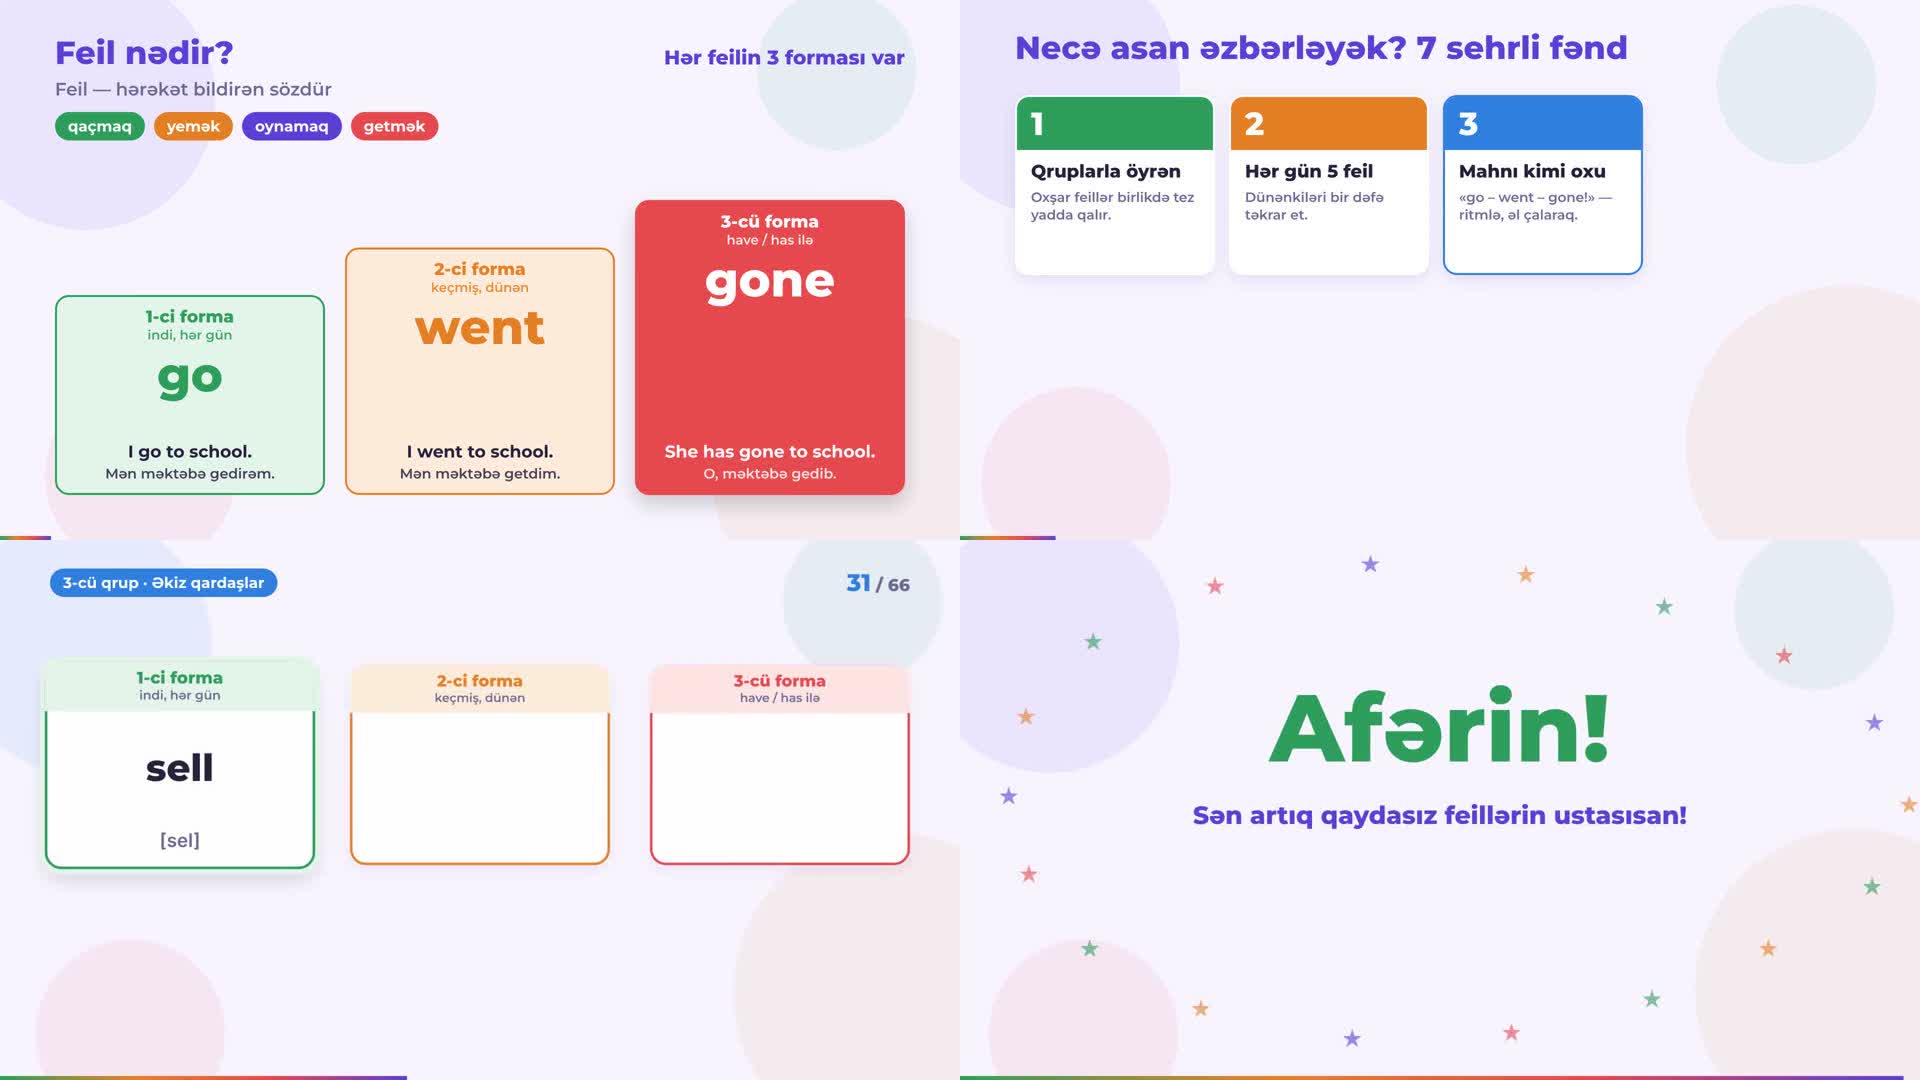 Feil nədir?
Hər feilin 3 forması var
Feil — hərəkət bildirən sözdür
qaçmaq yemək oynamaq getmək
1-ci forma
indi, hər gün
go
I go to school.
Mən məktəbə gedirəm.
2-ci forma
keçmiş, dünən
went
I went to school.
Mən məktəbə getdim.
3-cü forma
have / has ilə
gone
She has gone to school.
O, məktəbə gedib.
Necə asan əzbərləyək? 7 sehrli fənd
1
Qruplarla öyrən
Oxşar feillər birlikdə tez
yadda qalır.
2
Hər gün 5 feil
Dünənkiləri bir dəfə
təkrar et.
3
Mahnı kimi oxu
«go – went – gone!» —
ritmlə, əl çalaraq.
3-cü qrup · Əkiz qardaşlar
31 / 66
1-ci forma
indi, hər gün
sell
[sel]
2-ci forma
keçmiş, dünən
3-cü forma
have / has ilə
Afərin!
Sən artıq qaydasız feillərin ustasısan!